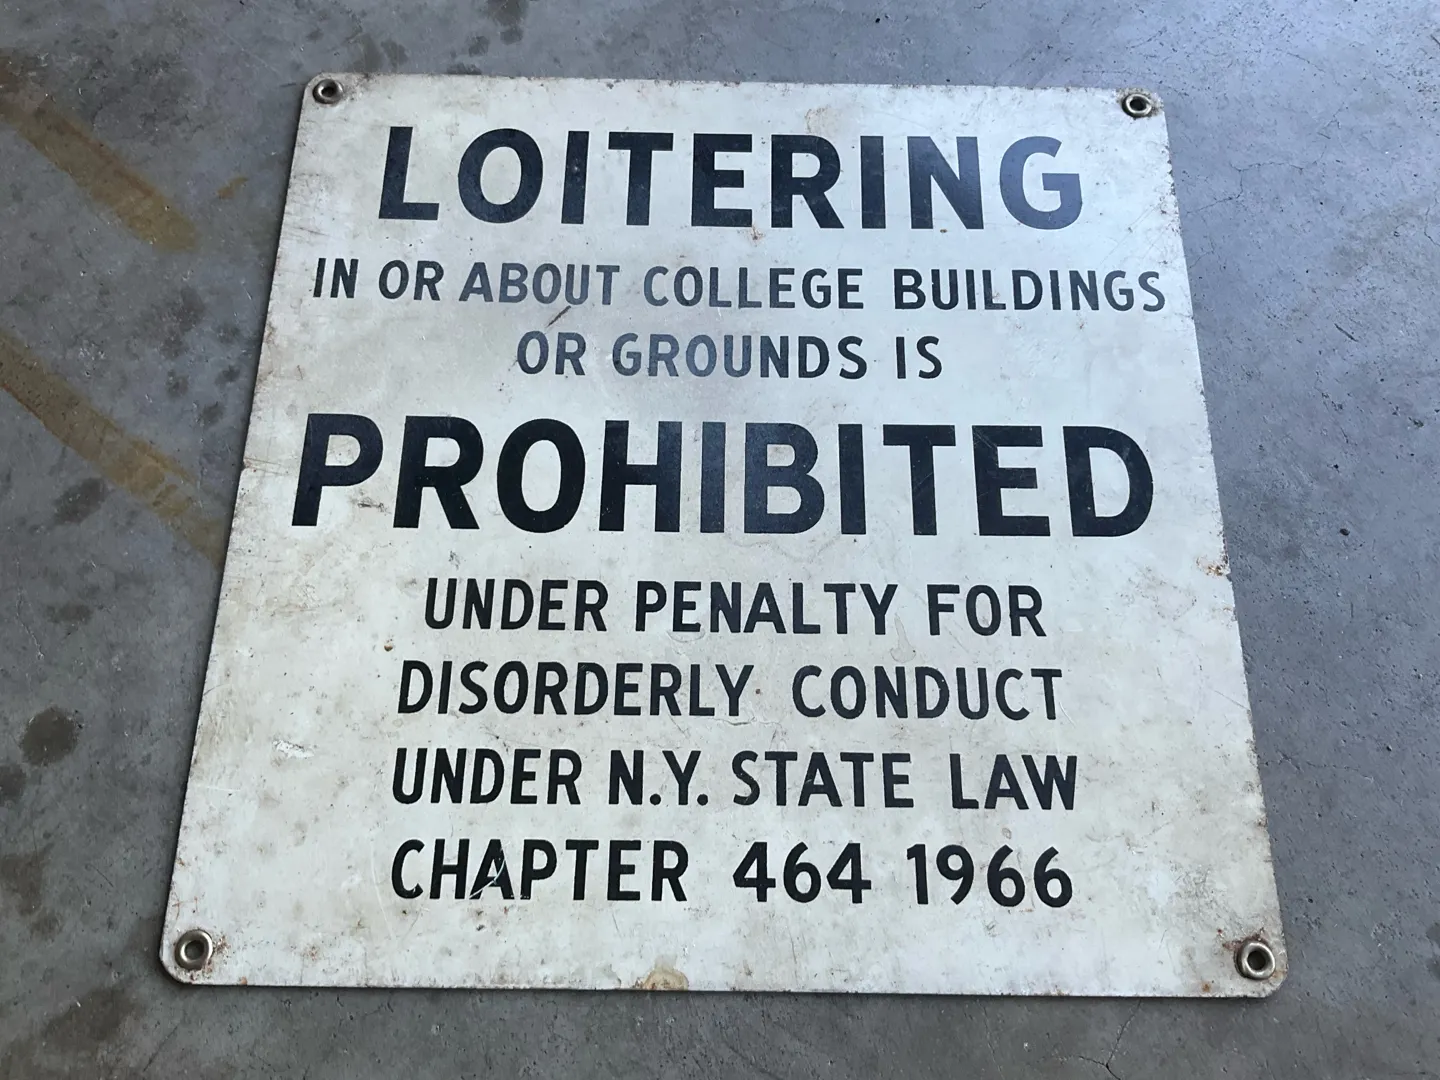 LOITERING
IN OR ABOUT COLLEGE BUILDINGS
OR GROUNDS IS
PROHIBITED
UNDER PENALTY FOR
DISORDERLY CONDUCT
UNDER N.Y. STATE LAW
CHAPTER 464 1966